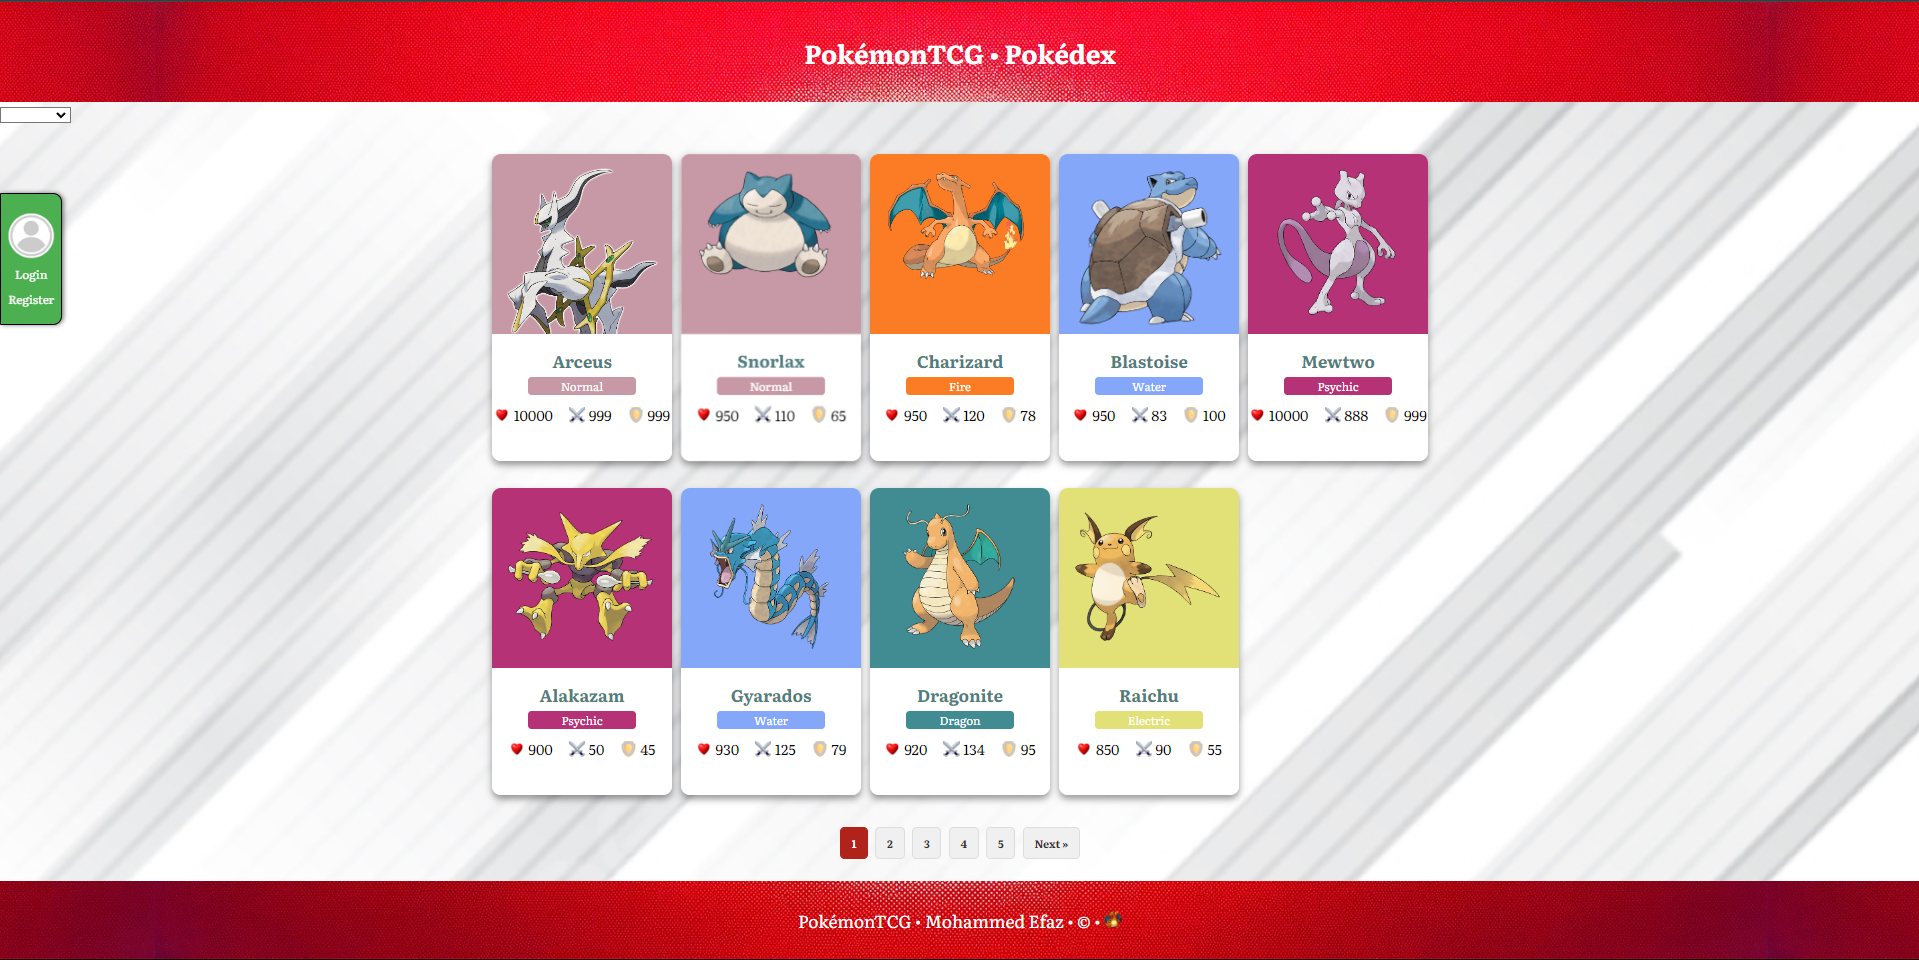 PokémonTCG • Pokédex
Login
Register
Arceus
Normal
10000 999 999
Snorlax
Normal
950 110 65
Charizard
Fire
950 120 78
Blastoise
Water
950 83 100
Mewtwo
Psychic
10000 888 999
Alakazam
Psychic
900 50 45
Gyarados
Water
930 125 79
Dragonite
Dragon
920 134 95
Raichu
Electric
850 90 55
1 2 3 4 5 Next »
PokémonTCG • Mohammed Efaz • © •